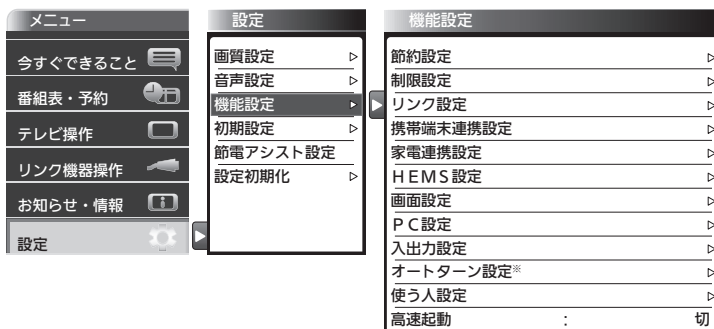 メニュー
今すぐできること
番組表・予約
テレビ操作
リンク機器操作
お知らせ・情報
設定
設定
画質設定
音声設定
機能設定
初期設定
節電アシスト設定
設定初期化
機能設定
節約設定
制限設定
リンク設定
携帯端末連携設定
家電連携設定
ＨＥＭＳ設定
画面設定
ＰＣ設定
入出力設定
オートターン設定※
使う人設定
高速起動 : 切